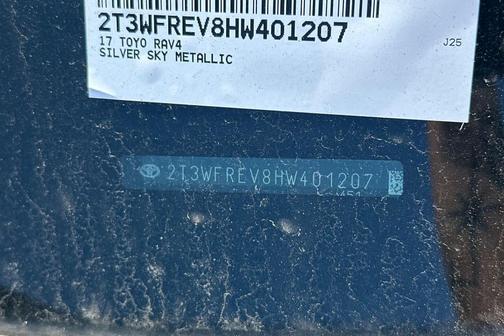 2T3WFREV8HW401207
17 TOYO RAV4
J25
SILVER SKY METALLIC
2T3WFREV8HW401207